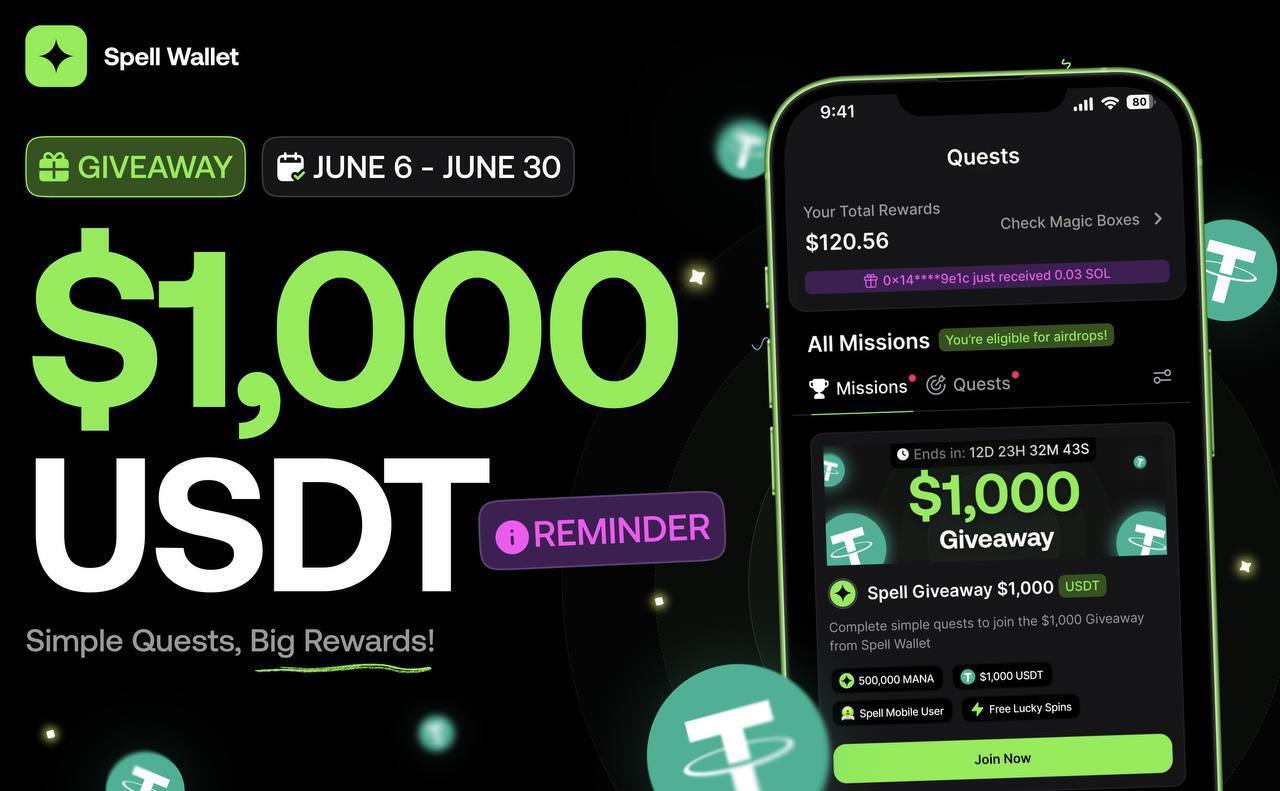 Spell Wallet
GIVEAWAY
JUNE 6 - JUNE 30
$1,000
USDT
REMINDER
Simple Quests, Big Rewards!
9:41
80
Quests
Your Total Rewards
$120.56
Check Magic Boxes
0x14****9e1c just received 0.03 SOL
All Missions
You're eligible for airdrops!
Missions
Quests
Ends in: 12D 23H 32M 43S
$1,000
Giveaway
Spell Giveaway $1,000
USDT
Complete simple quests to join the $1,000 Giveaway
from Spell Wallet
500,000 MANA
$1,000 USDT
Spell Mobile User
Free Lucky Spins
Join Now